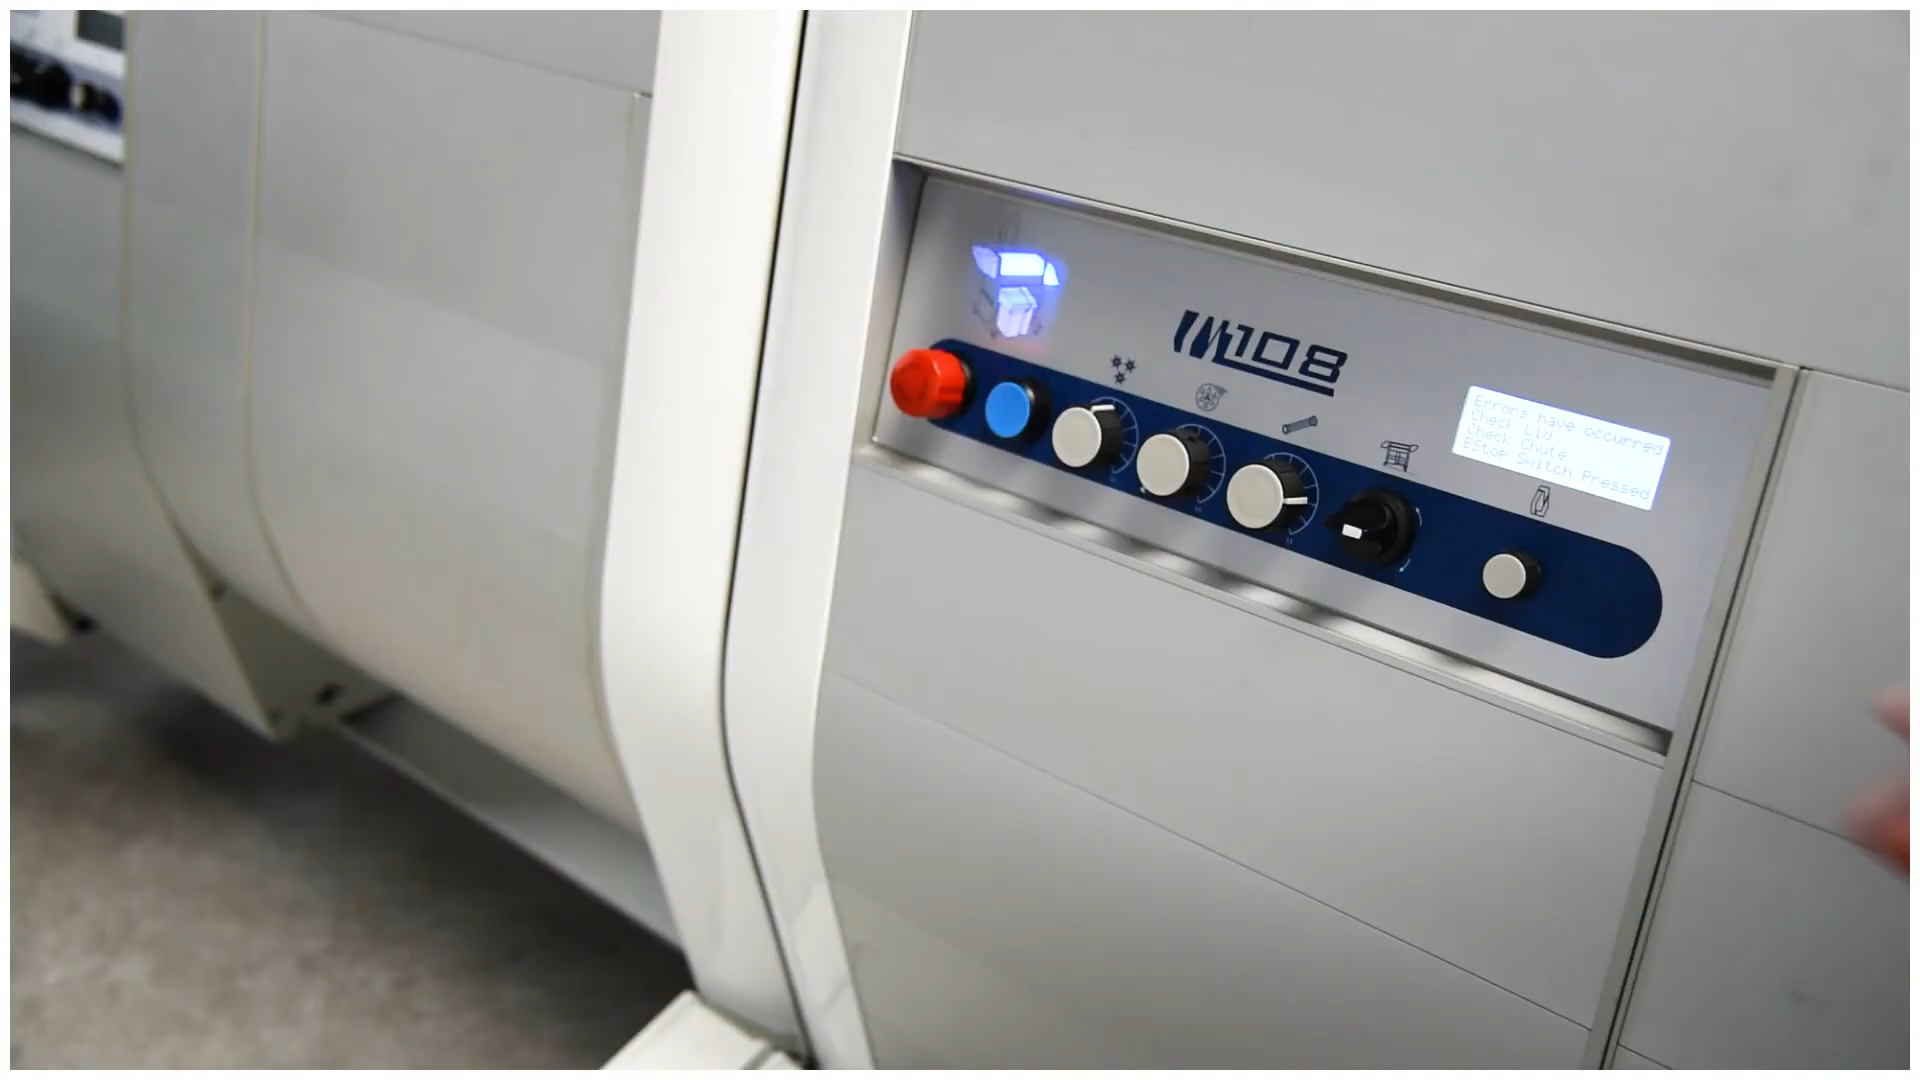 M108
Errors have occurred
Check Lid
Check Chute
EStop Switch Pressed